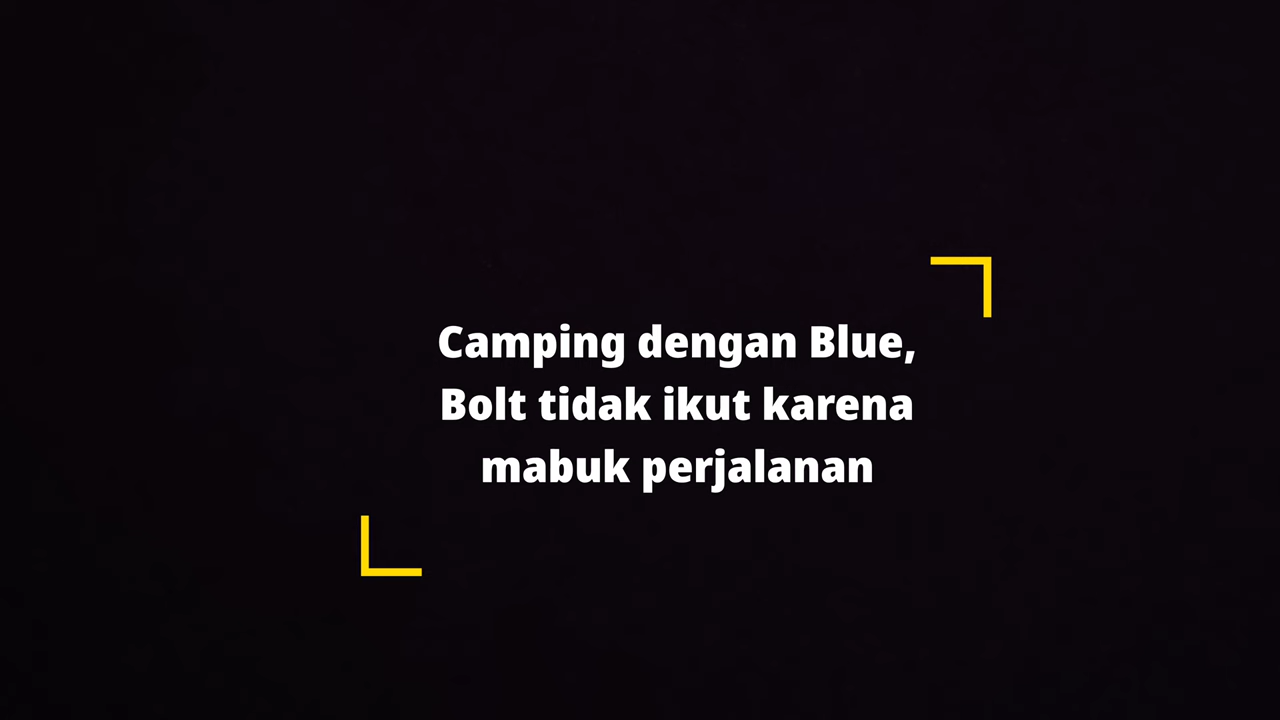 Camping dengan Blue,
Bolt tidak ikut karena
mabuk perjalanan